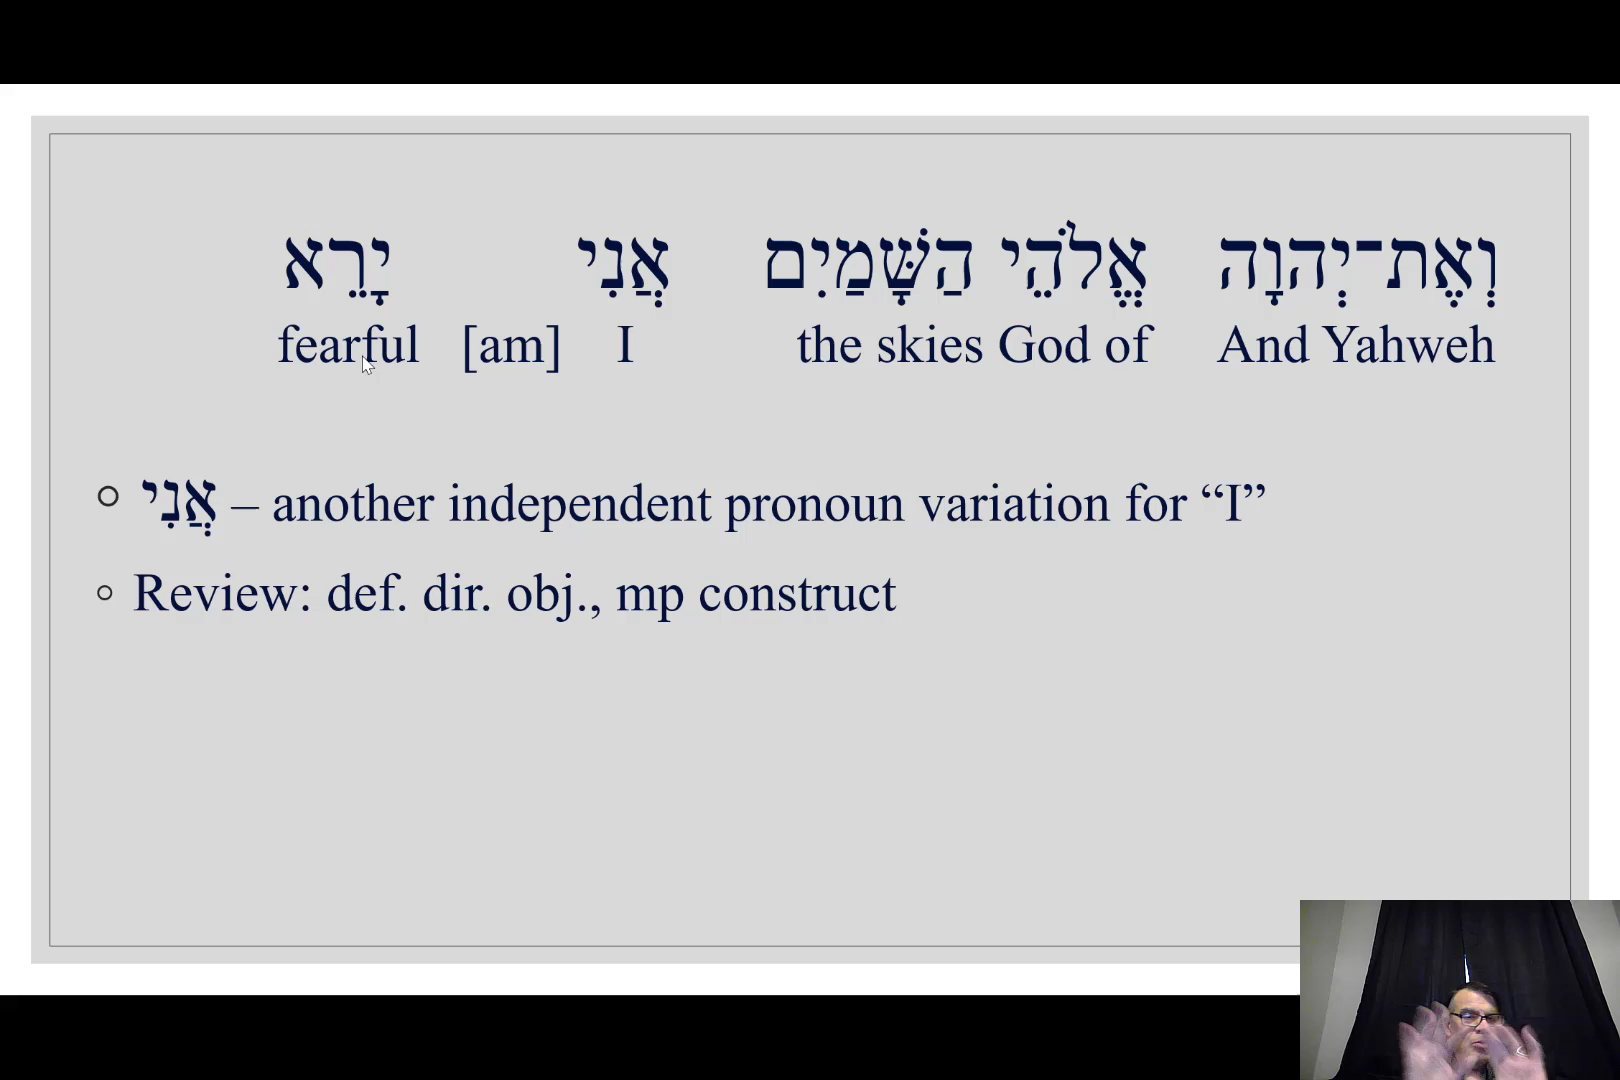 וְאֶת־יְהוָה אֱלֹהֵי הַשָּׁמַיִם אֲנִי יָרֵא
fearful [am] I the skies God of And Yahweh
אֲנִי – another independent pronoun variation for “I”
Review: def. dir. obj., mp construct